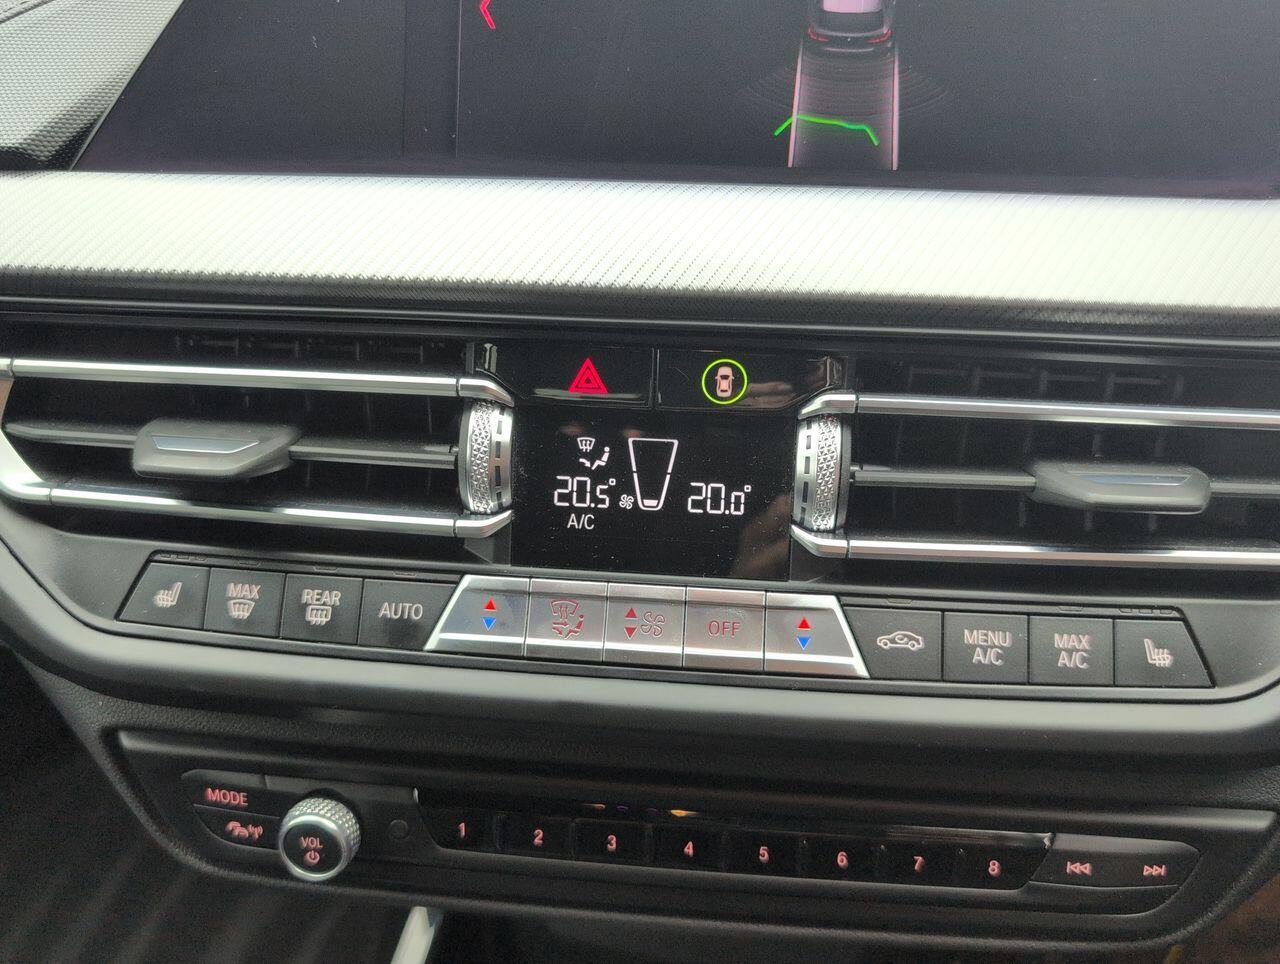 20.5°
20.0°
A/C
MAX
REAR
AUTO
OFF
MENU
A/C
MAX
A/C
MODE
VOL
1 2 3 4 5 6 7 8